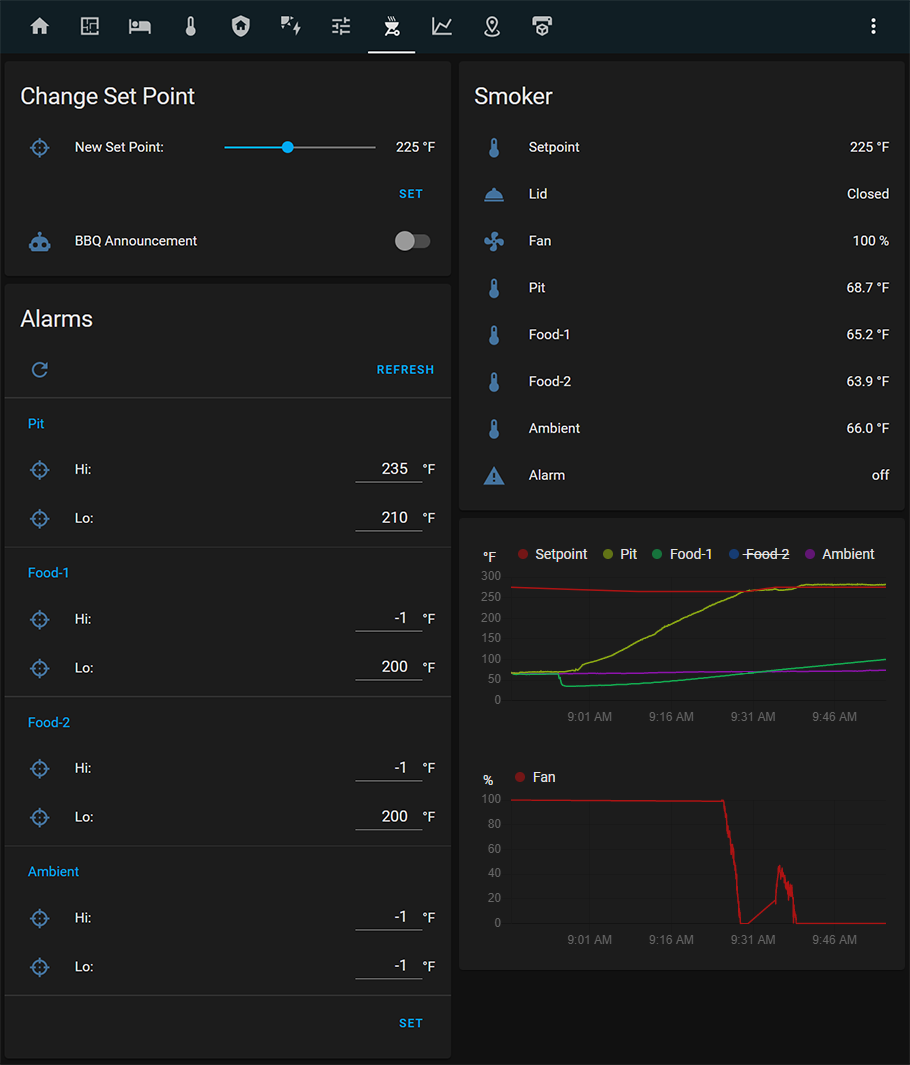 Change Set Point
New Set Point: 225 °F
SET
BBQ Announcement
Alarms
REFRESH
Pit
Hi: 235 °F
Lo: 210 °F
Food-1
Hi: -1 °F
Lo: 200 °F
Food-2
Hi: -1 °F
Lo: 200 °F
Ambient
Hi: -1 °F
Lo: -1 °F
SET
Smoker
Setpoint 225 °F
Lid Closed
Fan 100 %
Pit 68.7 °F
Food-1 65.2 °F
Food-2 63.9 °F
Ambient 66.0 °F
Alarm off
°F Setpoint Pit Food-1 Food-2 Ambient
300
250
200
150
100
50
0
9:01 AM 9:16 AM 9:31 AM 9:46 AM
% Fan
100
80
60
40
20
0
9:01 AM 9:16 AM 9:31 AM 9:46 AM